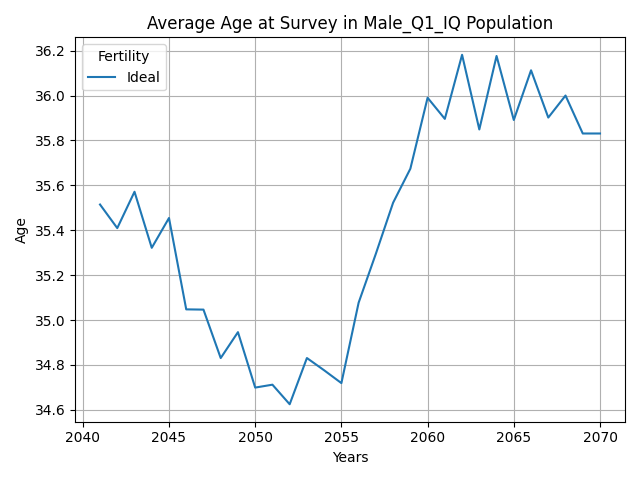 Average Age at Survey in Male_Q1_IQ Population
Fertility
Ideal
36.2
36.0
35.8
35.6
35.4
35.2
35.0
34.8
34.6
Age
2040 2045 2050 2055 2060 2065 2070
Years